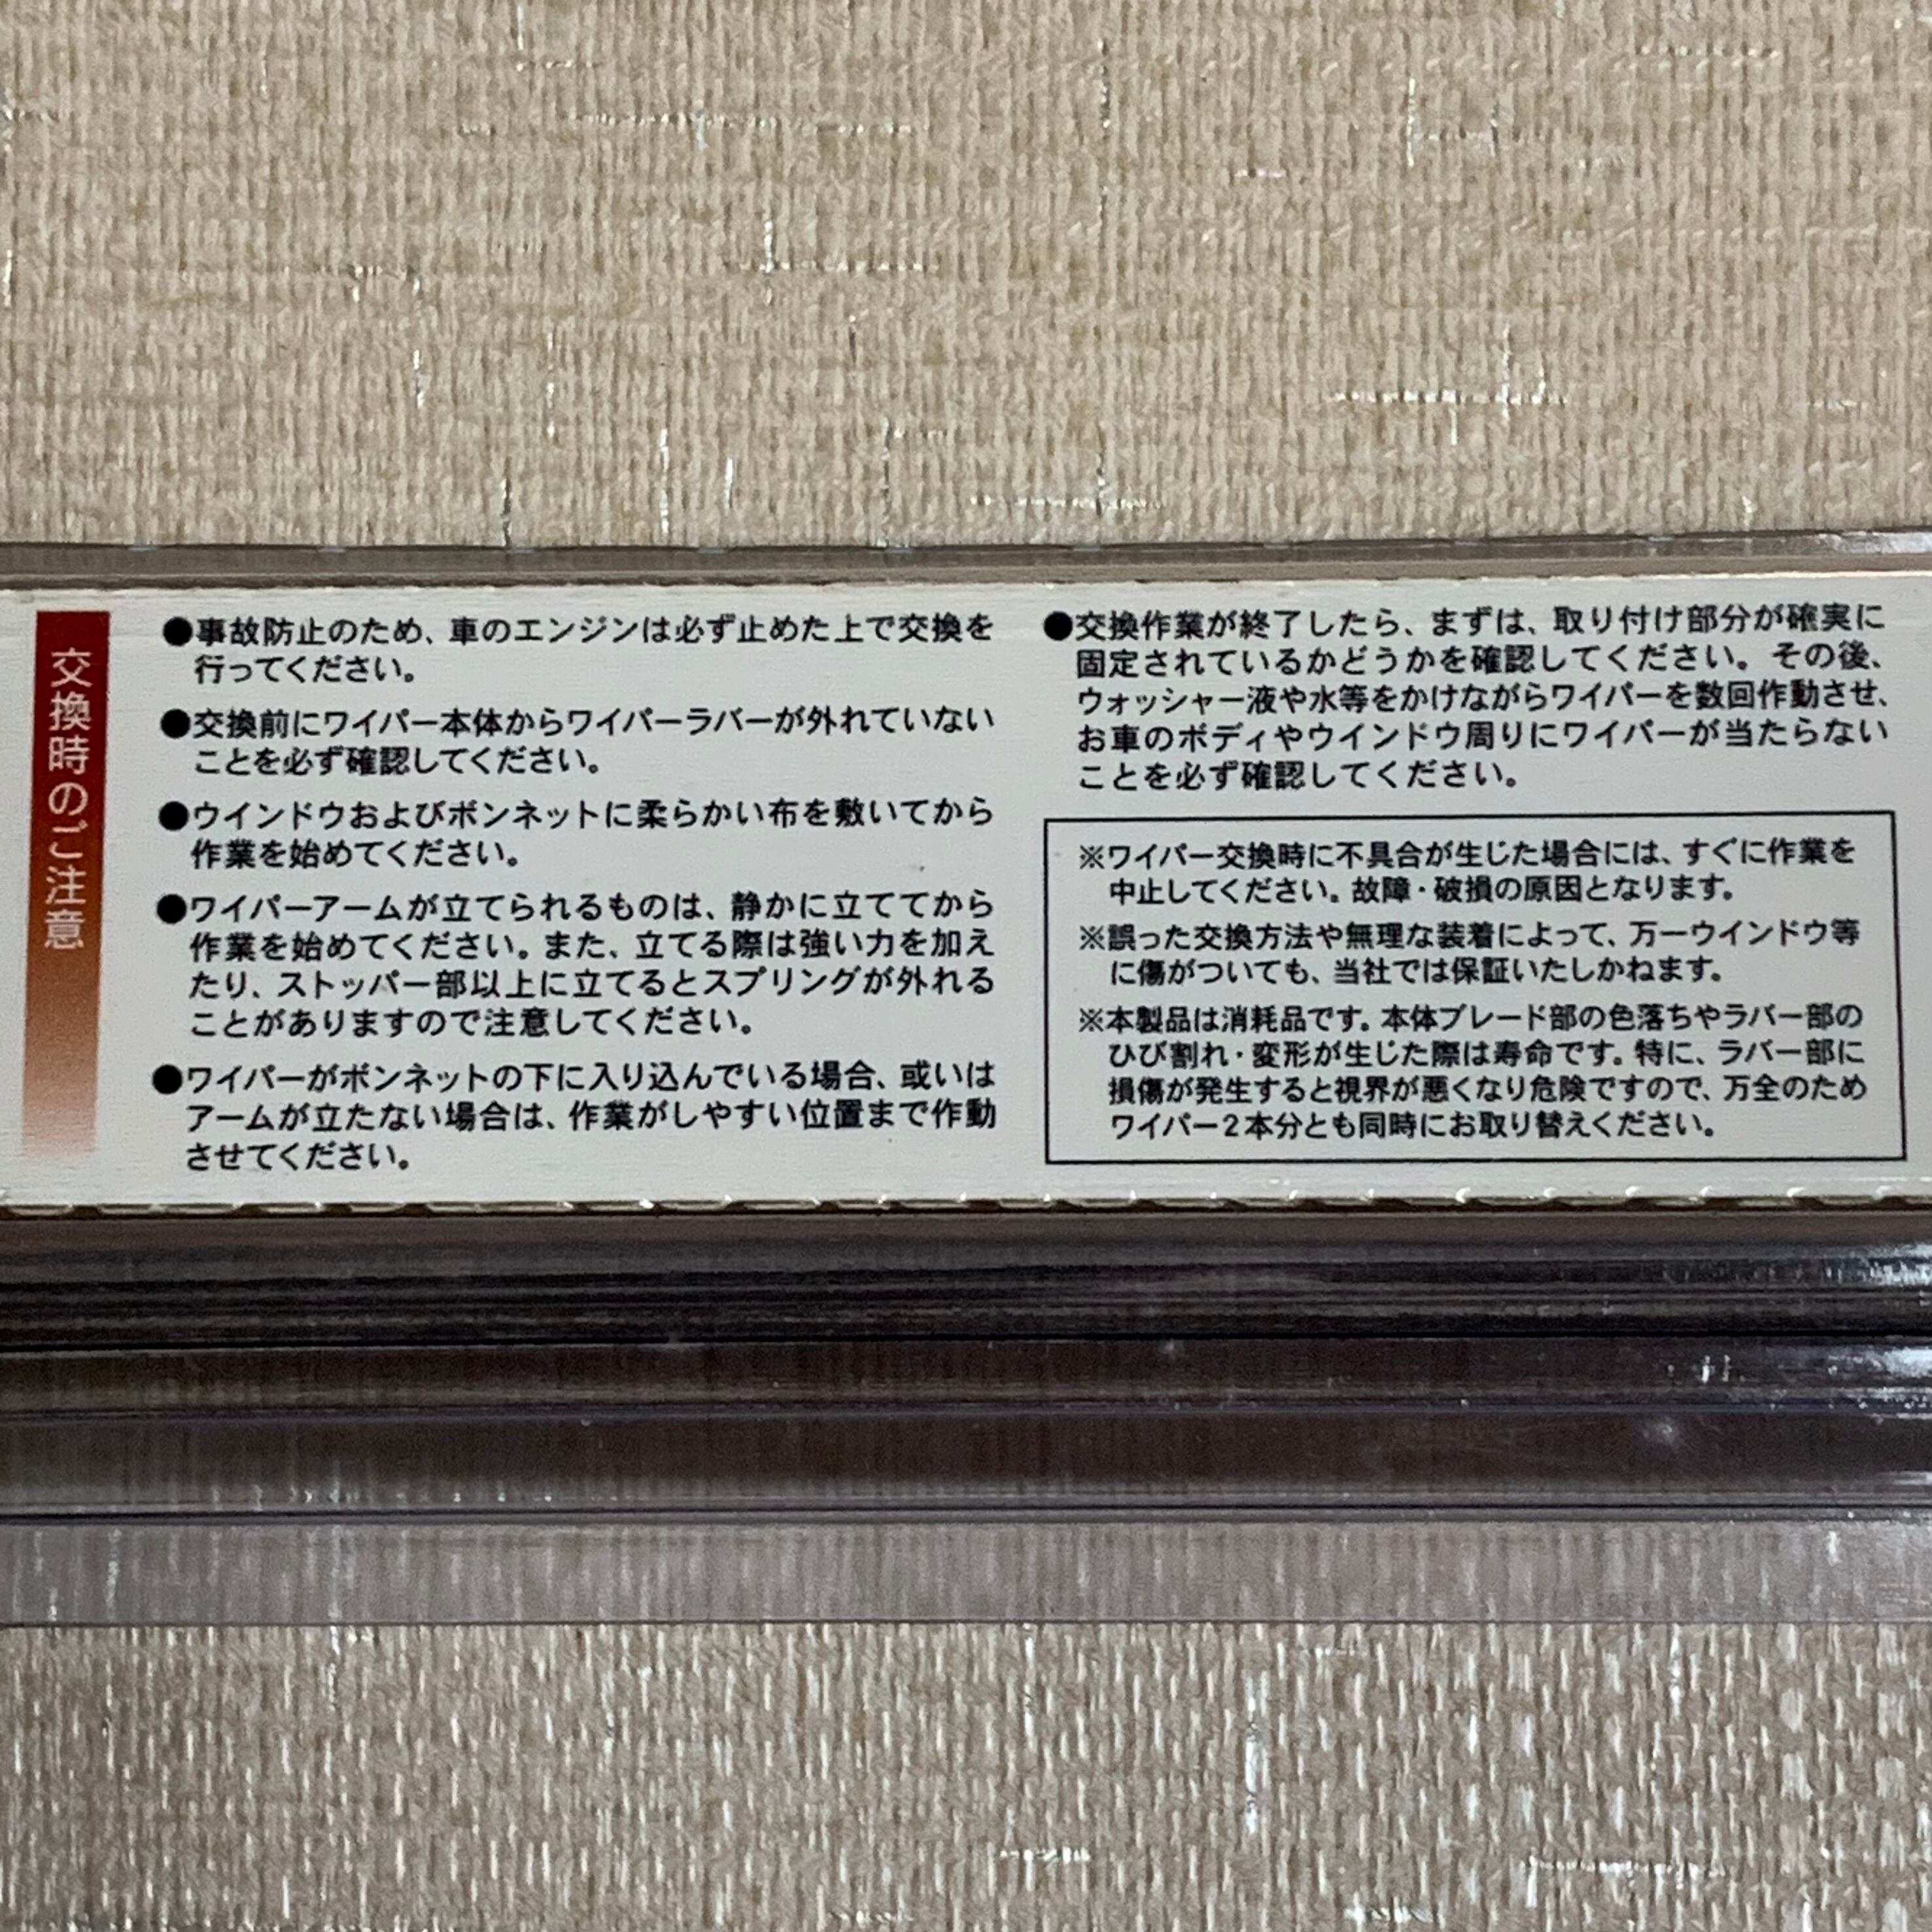 交換時のご注意
●事故防止のため、車のエンジンは必ず止めた上で交換を
行ってください。
●交換前にワイパー本体からワイパーラバーが外れていない
ことを必ず確認してください。
●ウインドウおよびボンネットに柔らかい布を敷いてから
作業を始めてください。
●ワイパーアームが立てられるものは、静かに立ててから
作業を始めてください。また、立てる際は強い力を加え
たり、ストッパー部以上に立てるとスプリングが外れる
ことがありますので注意してください。
●ワイパーがボンネットの下に入り込んでいる場合、或いは
アームが立たない場合は、作業がしやすい位置まで作動
させてください。
●交換作業が終了したら、まずは、取り付け部分が確実に
固定されているかどうかを確認してください。その後、
ウォッシャー液や水等をかけながらワイパーを数回作動させ、
お車のボディやウインドウ周りにワイパーが当たらない
ことを必ず確認してください。
※ワイパー交換時に不具合が生じた場合には、すぐに作業を
中止してください。故障・破損の原因となります。
※誤った交換方法や無理な装着によって、万一ウインドウ等
に傷がついても、当社では保証いたしかねます。
※本製品は消耗品です。本体ブレード部の色落ちやラバー部の
ひび割れ・変形が生じた際は寿命です。特に、ラバー部に
損傷が発生すると視界が悪くなり危険ですので、万全のため
ワイパー2本分とも同時にお取り替えください。